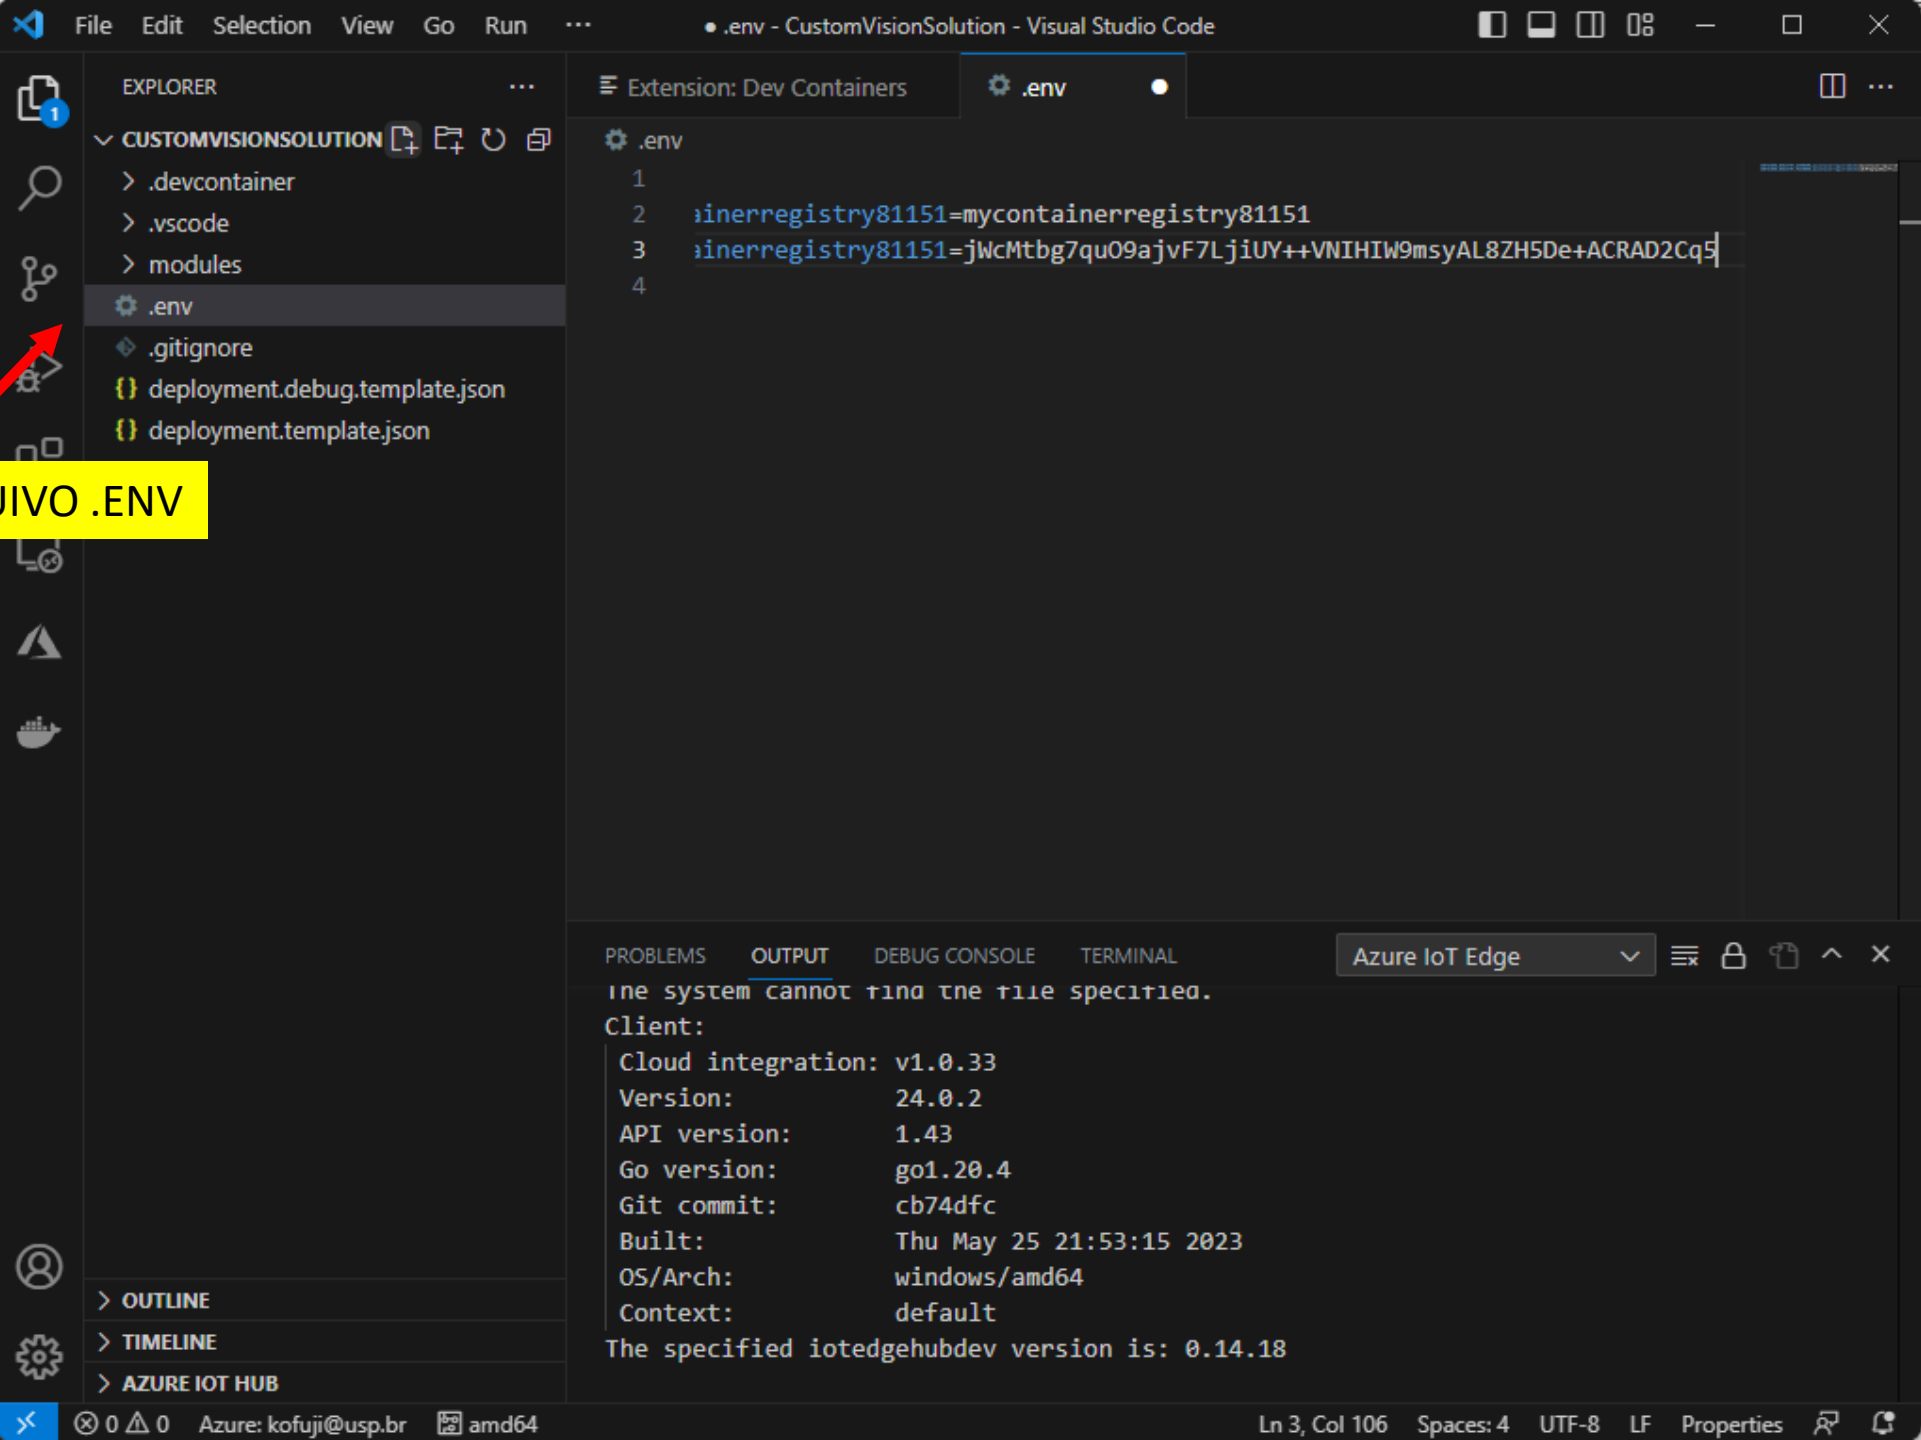 File Edit Selection View Go Run ··· ● .env - CustomVisionSolution - Visual Studio Code
EXPLORER ···
Extension: Dev Containers
.env ●
1
CUSTOMVISIONSOLUTION
.env
.devcontainer
.vscode
modules
.env
.gitignore
{} deployment.debug.template.json
{} deployment.template.json
UIVO .ENV
1
2 ainerregistry81151=mycontainerregistry81151
3 ainerregistry81151=jWcMtbg7quO9ajvF7LjiUY++VNIHIW9msyAL8ZH5De+ACRAD2Cq5
4
PROBLEMS OUTPUT DEBUG CONSOLE TERMINAL Azure IoT Edge
The system cannot find the file specified.
Client:
Cloud integration: v1.0.33
Version: 24.0.2
API version: 1.43
Go version: go1.20.4
Git commit: cb74dfc
Built: Thu May 25 21:53:15 2023
OS/Arch: windows/amd64
Context: default
The specified iotedgehubdev version is: 0.14.18
OUTLINE
TIMELINE
AZURE IOT HUB
0 0 Azure: kofuji@usp.br amd64 Ln 3, Col 106 Spaces: 4 UTF-8 LF Properties